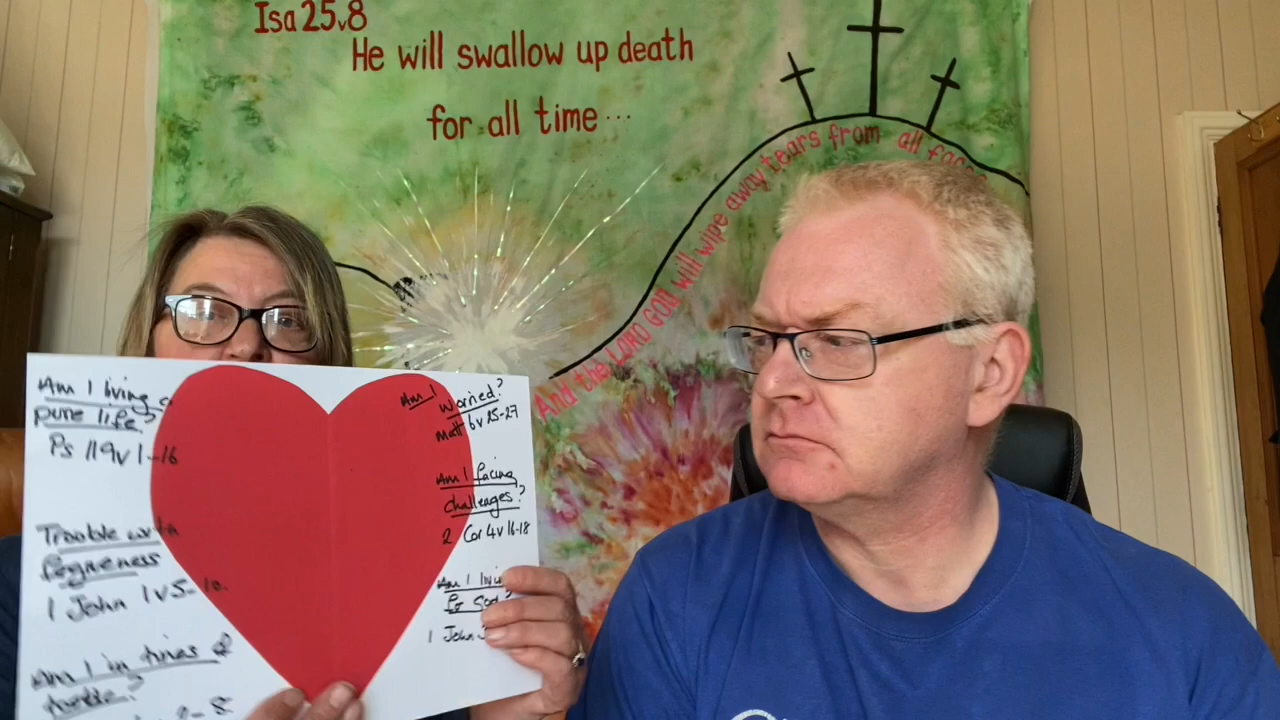 Isa 25v8
He will swallow up death
for all time...
And the LORD GOD will wipe away tears from all faces
Am I living a
pure life?
Ps 119v1-16
Trouble with
forgiveness
1 John 1v5-10.
Am I in times of
trouble?
Am I
Worried?
Matt 6v25-27
Am I facing
challenges?
2 Cor 4v16-18
Am I
for God?
1 John